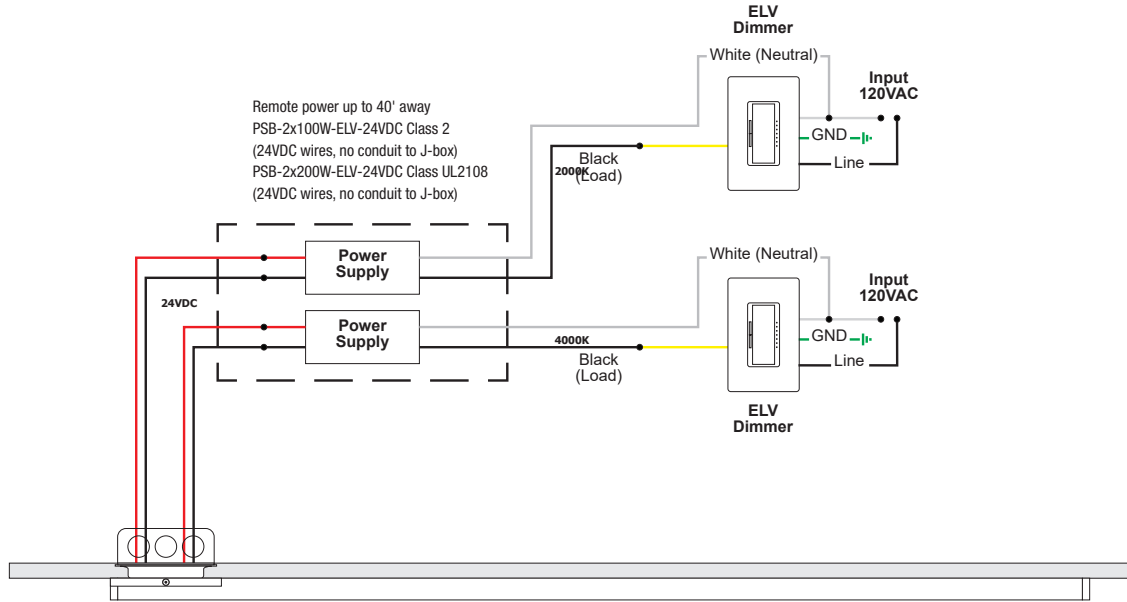 ELV
Dimmer
White (Neutral)
Input
120VAC
GND
Line
Remote power up to 40' away
PSB-2x100W-ELV-24VDC Class 2
(24VDC wires, no conduit to J-box)
PSB-2x200W-ELV-24VDC Class UL2108
(24VDC wires, no conduit to J-box)
Black
2000K
(Load)
Power
Supply
White (Neutral)
Input
120VAC
24VDC
Power
Supply
GND
4000K
Black
(Load)
Line
ELV
Dimmer